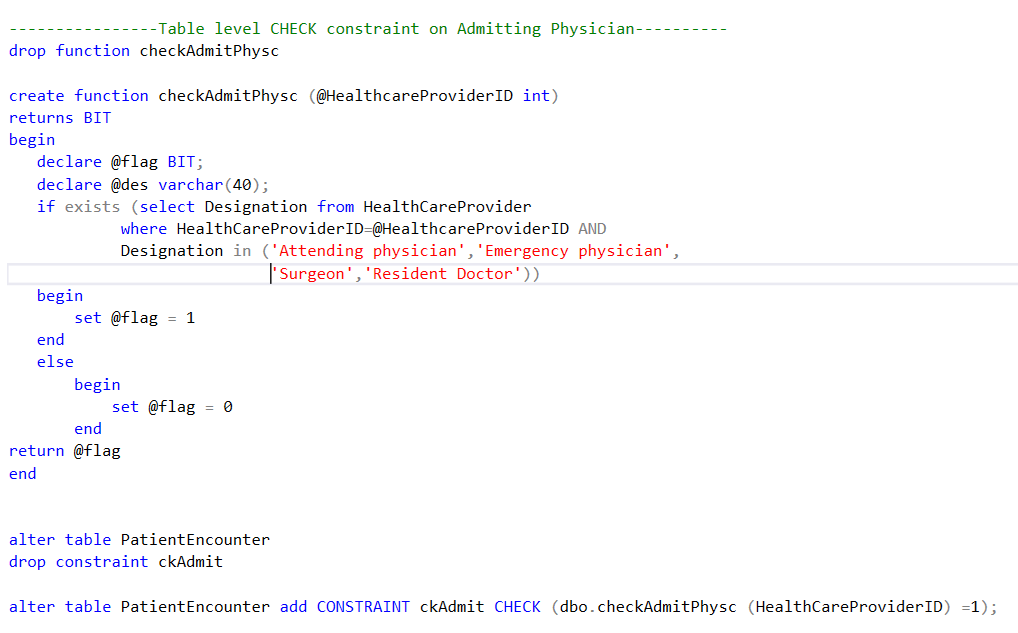 ----------------Table level CHECK constraint on Admitting Physician----------
drop function checkAdmitPhysc
create function checkAdmitPhysc (@HealthcareProviderID int)
returns BIT
begin
declare @flag BIT;
declare @des varchar(40);
if exists (select Designation from HealthCareProvider
where HealthCareProviderID=@HealthcareProviderID AND
Designation in ('Attending physician','Emergency physician',
'Surgeon','Resident Doctor'))
begin
set @flag = 1
end
else
begin
set @flag = 0
end
return @flag
end
alter table PatientEncounter
drop constraint ckAdmit
alter table PatientEncounter add CONSTRAINT ckAdmit CHECK (dbo.checkAdmitPhysc (HealthCareProviderID) =1);